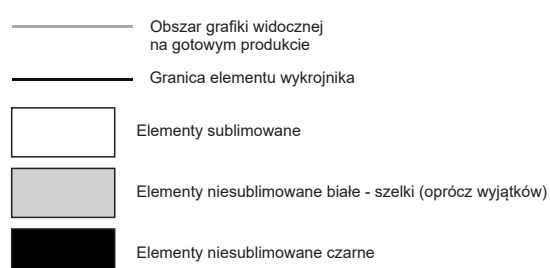 Obszar grafiki widocznej
na gotowym produkcie
Granica elementu wykrojnika
Elementy sublimowane
Elementy niesublimowane białe - szelki (oprócz wyjątków)
Elementy niesublimowane czarne